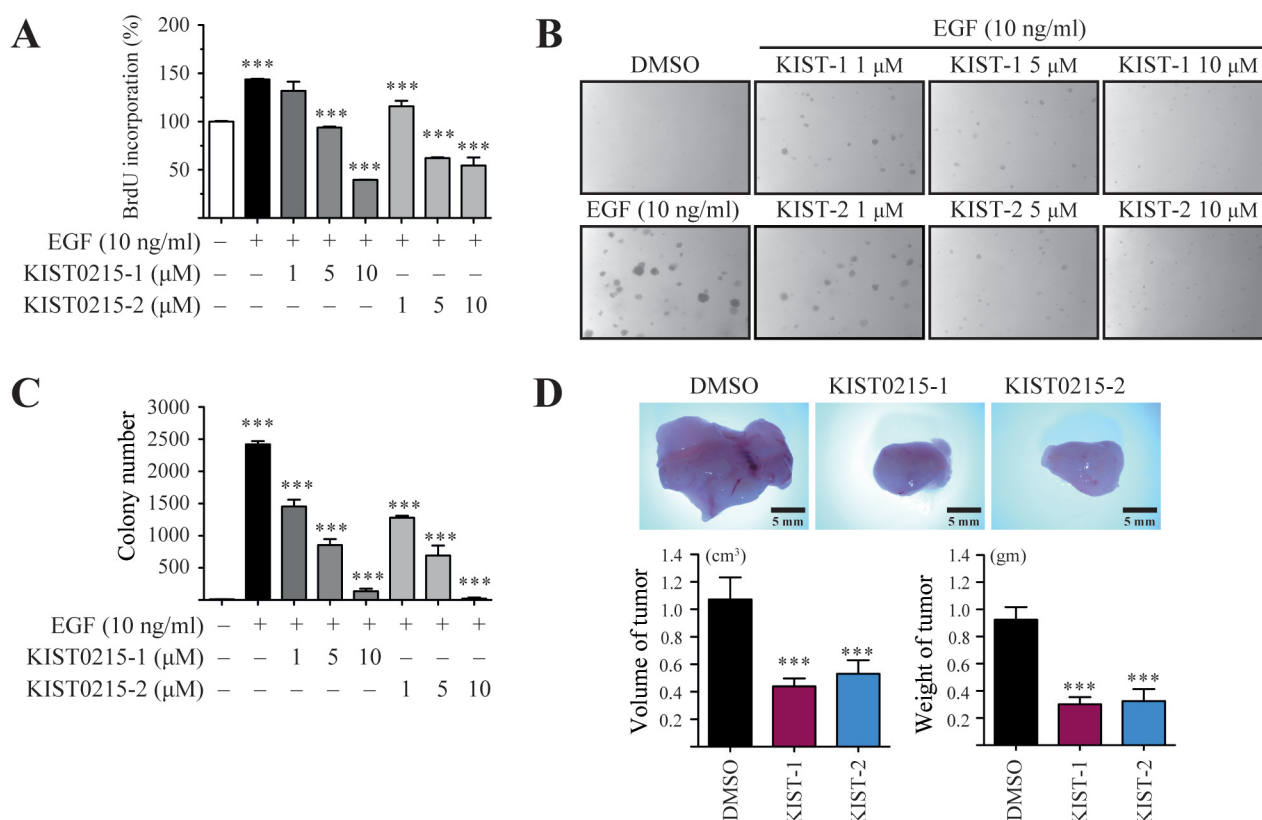 A
BrdU incorporation (%)
200
150
100
50
0
***
***
***
***
***
***
EGF (10 ng/ml) – + + + + + + +
KIST0215-1 (μM) – – 1 5 10 – – –
KIST0215-2 (μM) – – – – – 1 5 10
B
EGF (10 ng/ml)
DMSO KIST-1 1 μM KIST-1 5 μM KIST-1 10 μM
EGF (10 ng/ml) KIST-2 1 μM KIST-2 5 μM KIST-2 10 μM
C
Colony number
3000
2500
2000
1500
1000
500
***
***
***
***
***
***
***
EGF (10 ng/ml) – + + + + + + +
KIST0215-1 (μM) – – 1 5 10 – – –
KIST0215-2 (μM) – – – – – 1 5 10
D
DMSO KIST0215-1 KIST0215-2
5 mm 5 mm 5 mm
Volume of tumor
(cm³)
1.4
1.2
1.0
0.8
0.6
0.4
0.2
***
***
DMSO
KIST-1
KIST-2
Weight of tumor
(gm)
1.4
1.2
1.0
0.8
0.6
0.4
0.2
***
***
DMSO
KIST-1
KIST-2